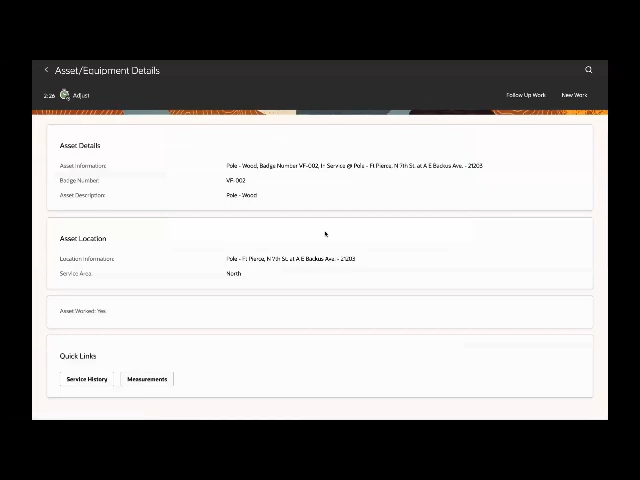 Asset/Equipment Details
2:26 Adjust Follow Up Work New Work
Asset Details
Asset Information: Pole - Wood, Badge Number VF-002, In Service @ Pole - Ft Pierce, N 7th St. at A E Backus Ave. - 21203
Badge Number: VF-002
Asset Description: Pole - Wood
Asset Location
Location Information: Pole - Ft Pierce, N 7th St. at A E Backus Ave. - 21203
Service Area: North
Asset Worked: Yes
Quick Links
Service History Measurements